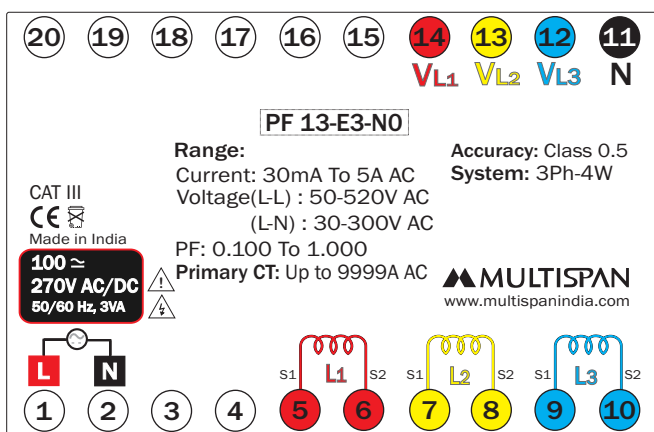 20 19 18 17 16 15 14 13 12 11
VL1 VL2 VL3 N
PF 13-E3-N0
Range:
Current: 30mA To 5A AC
Voltage(L-L) : 50-520V AC
(L-N) : 30-300V AC
PF: 0.100 To 1.000
Primary CT: Up to 9999A AC
Accuracy: Class 0.5
System: 3Ph-4W
CAT III
CE
Made in India
100 ≃
270V AC/DC
50/60 Hz, 3VA
MULTISPAN
www.multispanindia.com
L N
S1 L1 S2 S1 L2 S2 S1 L3 S2
1 2 3 4 5 6 7 8 9 10